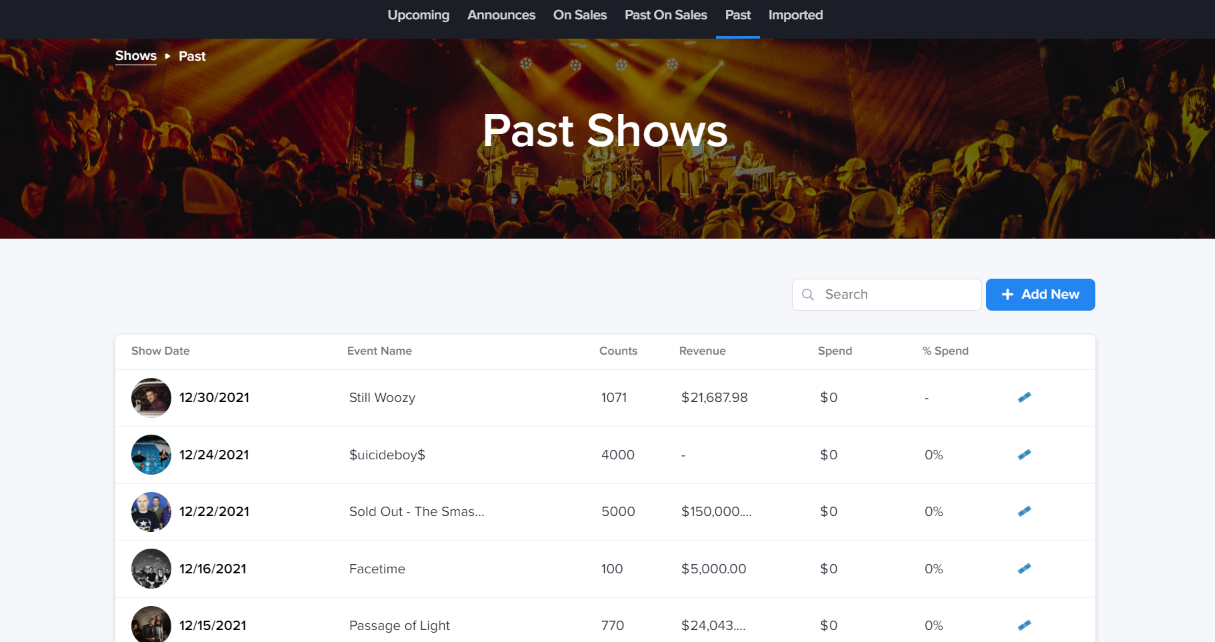 Upcoming Announces On Sales Past On Sales Past Imported
Shows ▸ Past
Past Shows
Search + Add New
Show Date Event Name Counts Revenue Spend % Spend
12/30/2021 Still Woozy 1071 $21,687.98 $0 -
12/24/2021 $uicideboy$ 4000 - $0 0%
12/22/2021 Sold Out - The Smas... 5000 $150,000.... $0 0%
12/16/2021 Facetime 100 $5,000.00 $0 0%
12/15/2021 Passage of Light 770 $24,043.... $0 0%